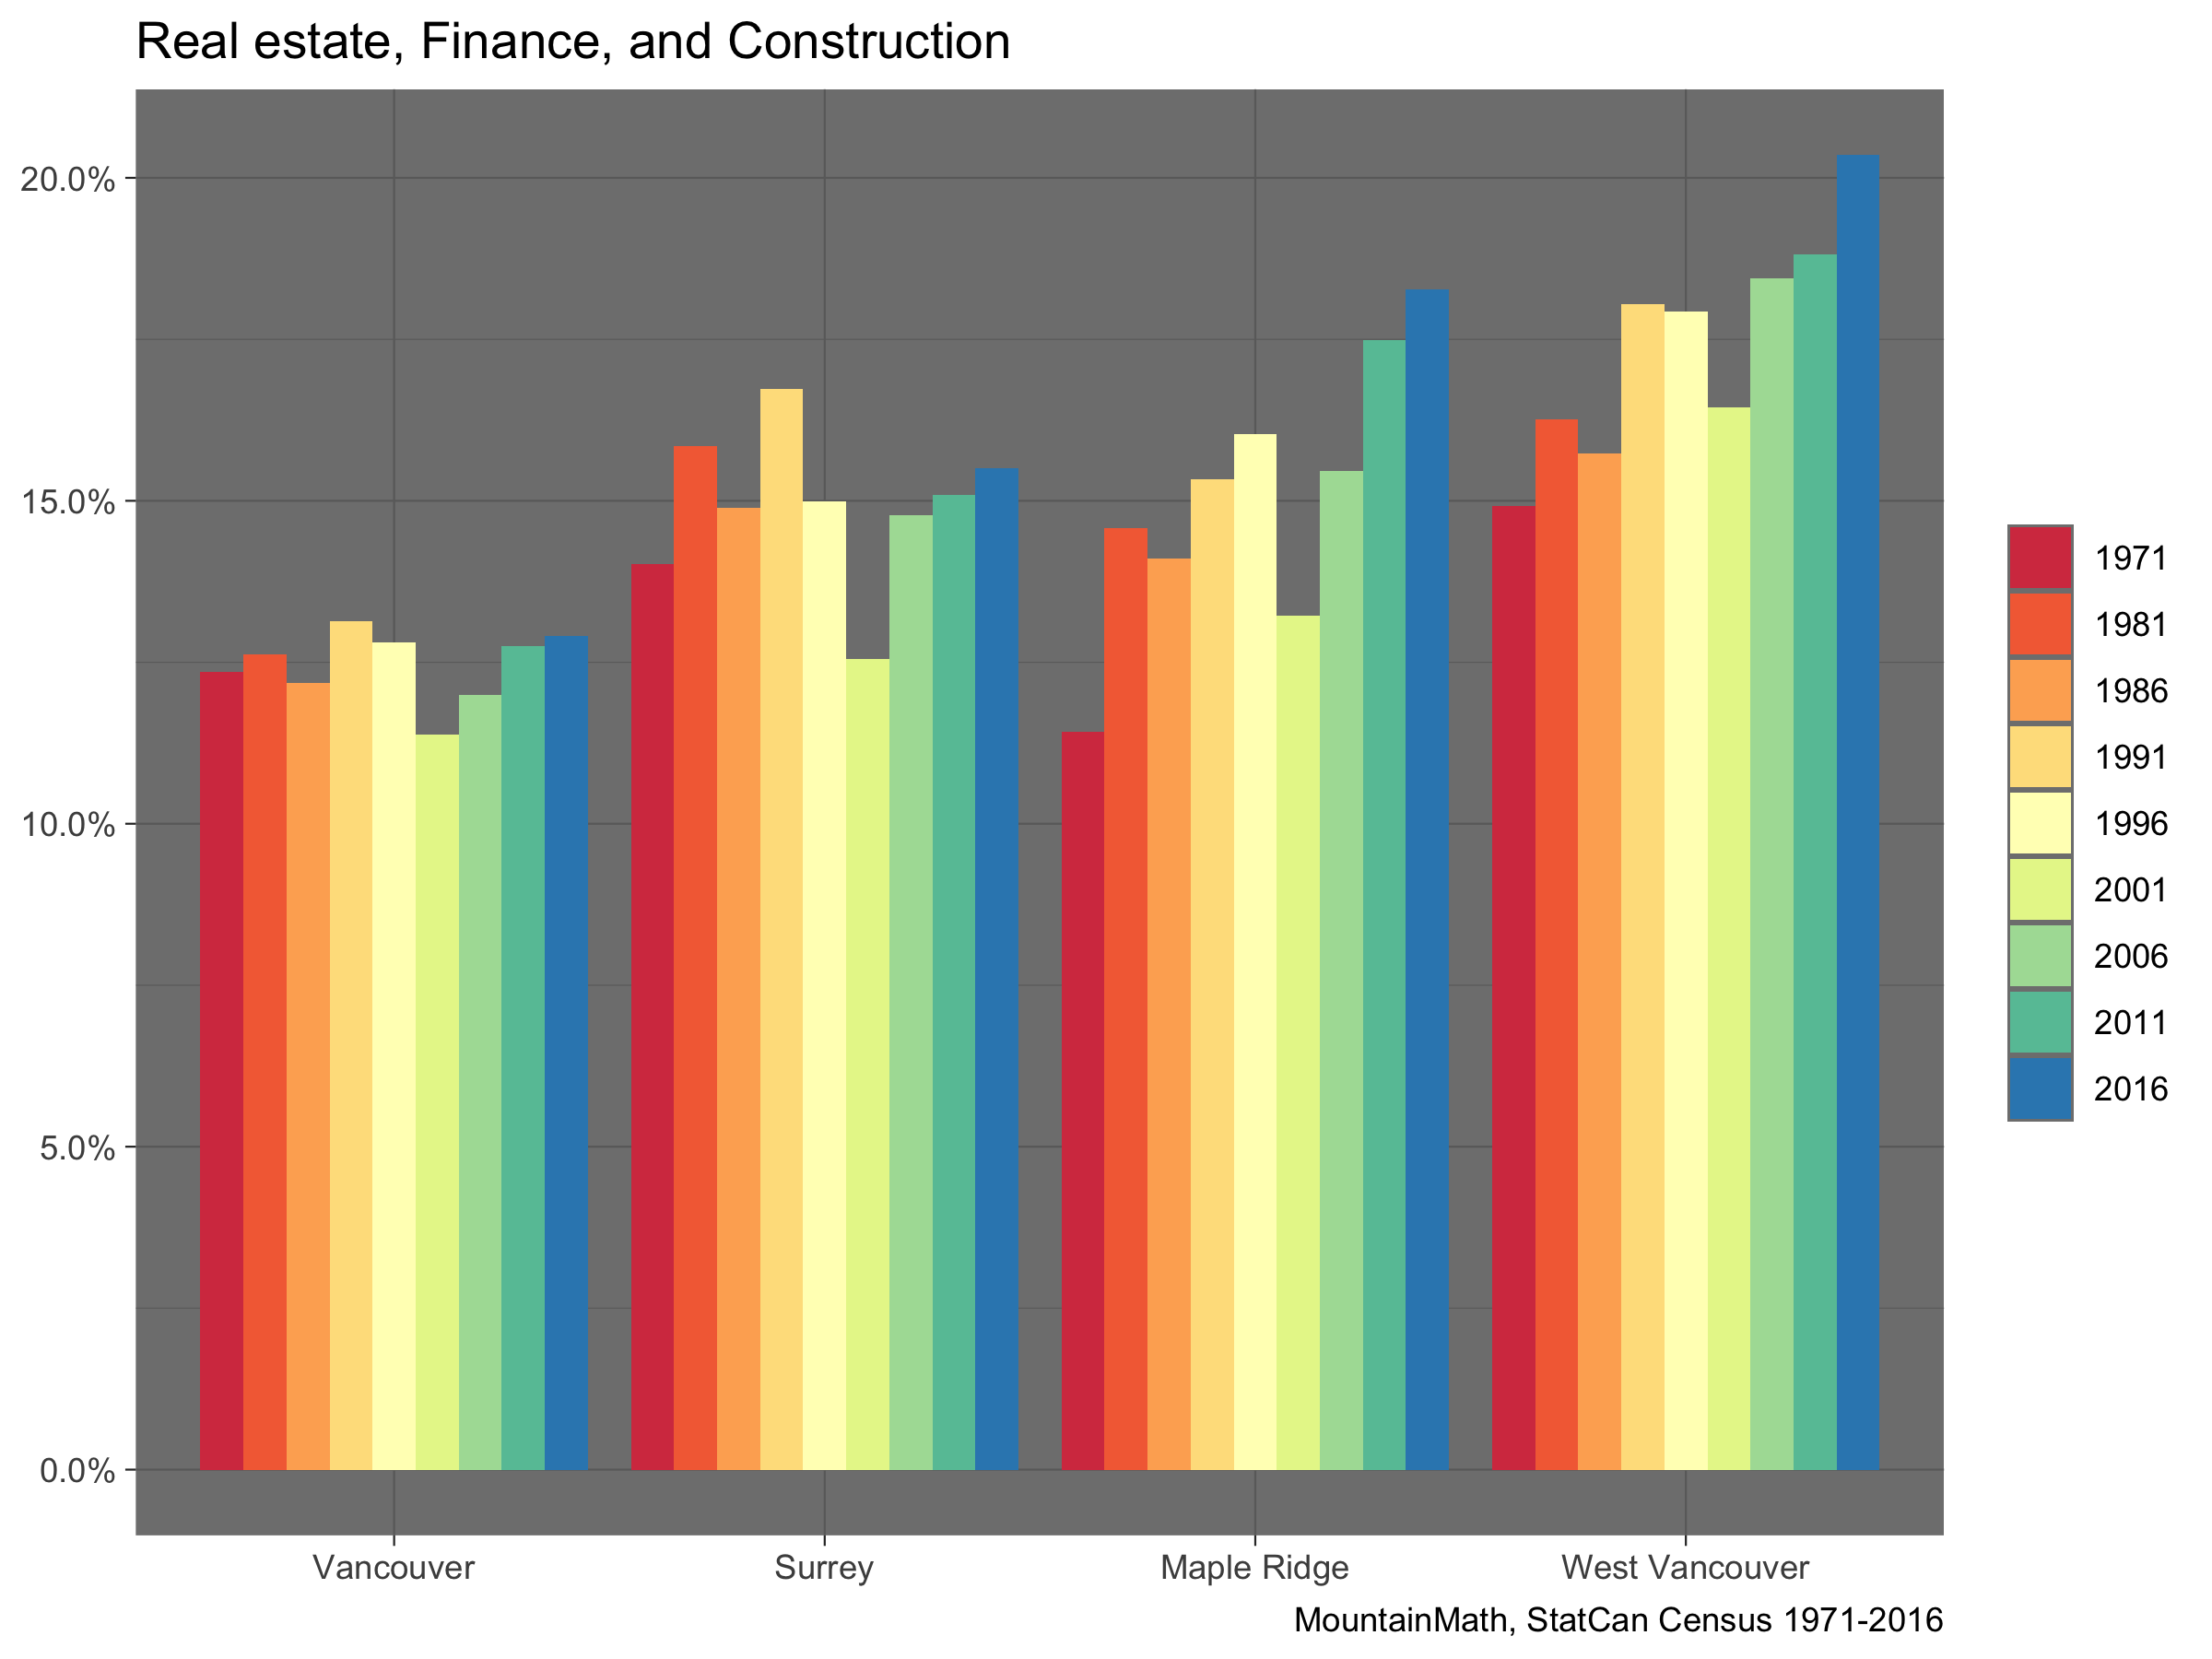 Real estate, Finance, and Construction
20.0%
15.0%
10.0%
5.0%
0.0%
Vancouver
Surrey
Maple Ridge
West Vancouver
1971
1981
1986
1991
1996
2001
2006
2011
2016
MountainMath, StatCan Census 1971-2016